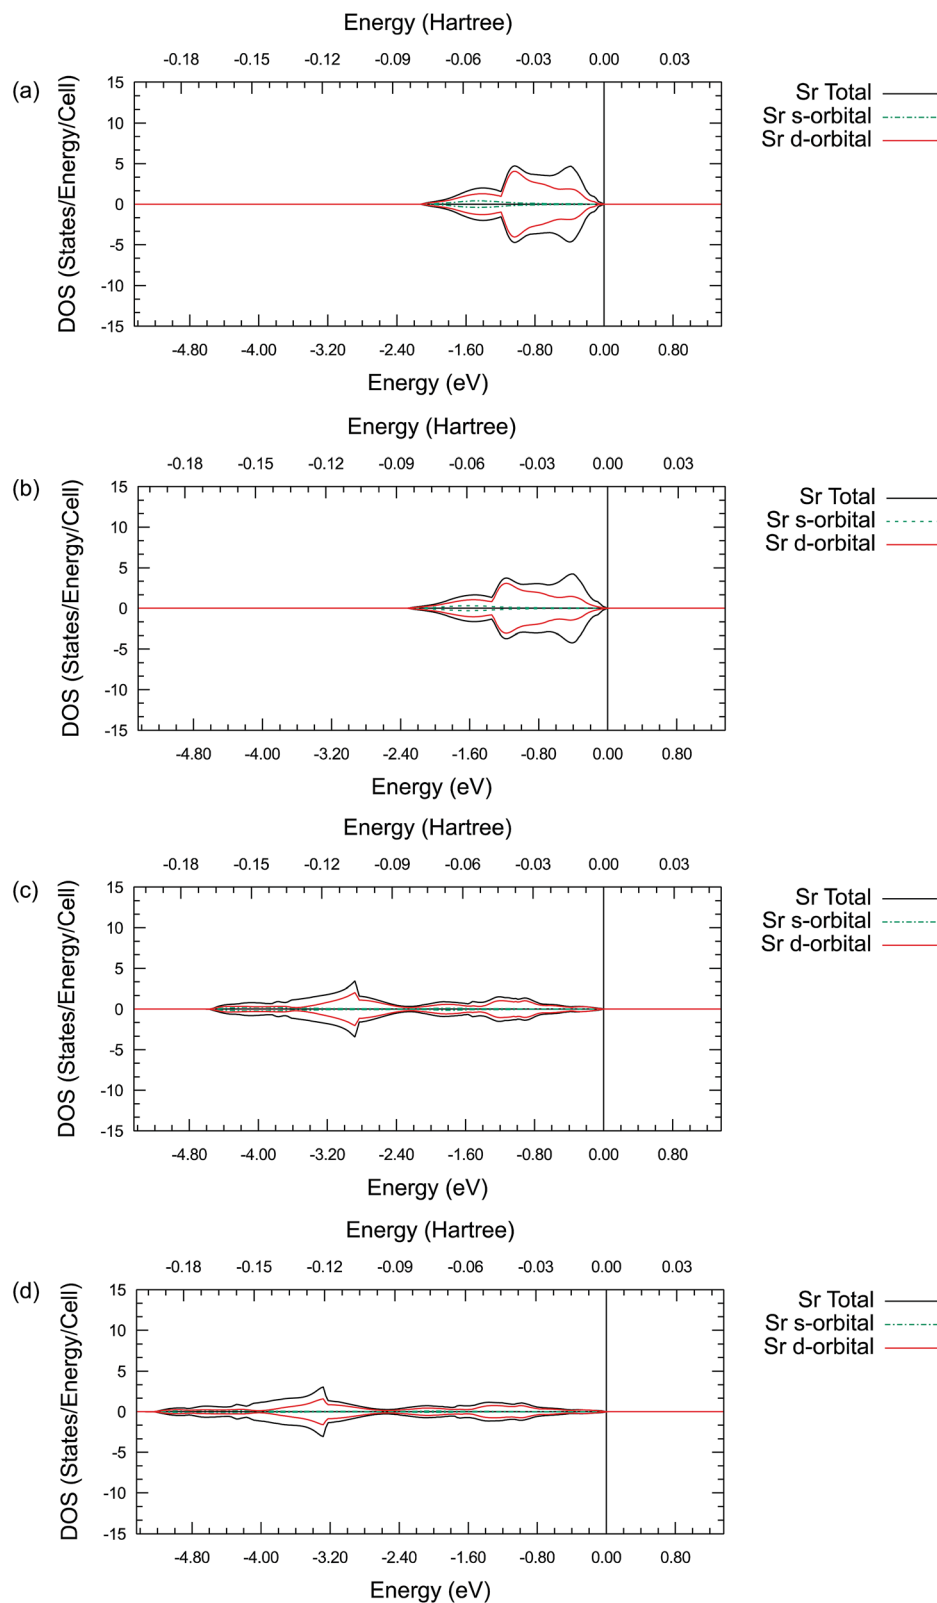 Energy (Hartree)
-0.18 -0.15 -0.12 -0.09 -0.06 -0.03 0.00 0.03
(a)
DOS (States/Energy/Cell)
15
10
5
0
-5
-10
-15
Sr Total
Sr s-orbital
Sr d-orbital
-4.80 -4.00 -3.20 -2.40 -1.60 -0.80 0.00 0.80
Energy (eV)
Energy (Hartree)
-0.18 -0.15 -0.12 -0.09 -0.06 -0.03 0.00 0.03
(b)
DOS (States/Energy/Cell)
15
10
5
0
-5
-10
-15
Sr Total
Sr s-orbital
Sr d-orbital
-4.80 -4.00 -3.20 -2.40 -1.60 -0.80 0.00 0.80
Energy (eV)
Energy (Hartree)
-0.18 -0.15 -0.12 -0.09 -0.06 -0.03 0.00 0.03
(c)
DOS (States/Energy/Cell)
15
10
5
0
-5
-10
-15
Sr Total
Sr s-orbital
Sr d-orbital
-4.80 -4.00 -3.20 -2.40 -1.60 -0.80 0.00 0.80
Energy (eV)
Energy (Hartree)
-0.18 -0.15 -0.12 -0.09 -0.06 -0.03 0.00 0.03
(d)
DOS (States/Energy/Cell)
15
10
5
0
-5
-10
-15
Sr Total
Sr s-orbital
Sr d-orbital
-4.80 -4.00 -3.20 -2.40 -1.60 -0.80 0.00 0.80
Energy (eV)